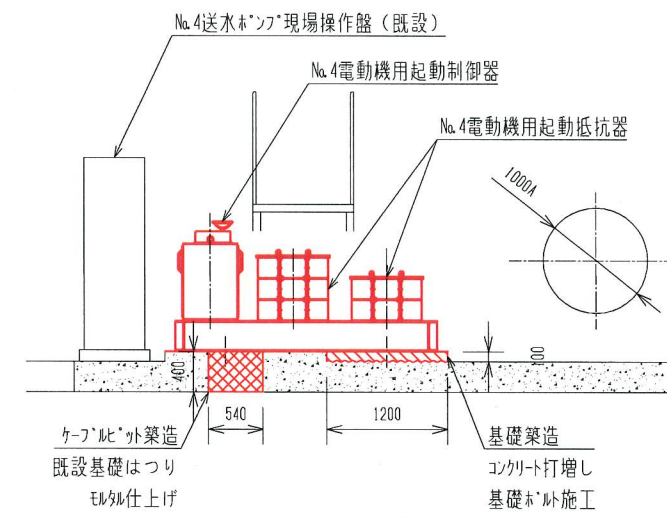 No.4送水ポンプ現場操作盤（既設）
No.4電動機用起動制御器
No.4電動機用起動抵抗器
1000A
400
540
1200
100
ケーブルピット築造
既設基礎はつり
モルタル仕上げ
基礎築造
コンクリート打増し
基礎ボルト施工